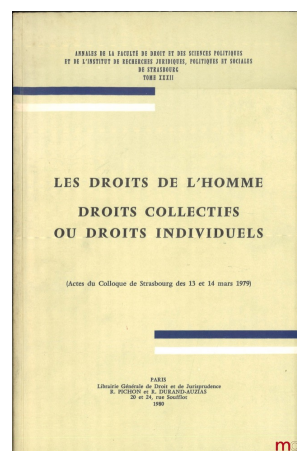 ANNALES DE LA FACULTÉ DE DROIT ET DES SCIENCES POLITIQUES
ET DE L'INSTITUT DE RECHERCHES JURIDIQUES, POLITIQUES ET SOCIALES
DE STRASBOURG
TOME XXXII
LES DROITS DE L'HOMME
DROITS COLLECTIFS
OU DROITS INDIVIDUELS
(Actes du Colloque de Strasbourg des 13 et 14 mars 1979)
PARIS
Librairie Générale de Droit et de Jurisprudence
R. PICHON et R. DURAND-AUZIAS
20 et 24, rue Soufflot
1980